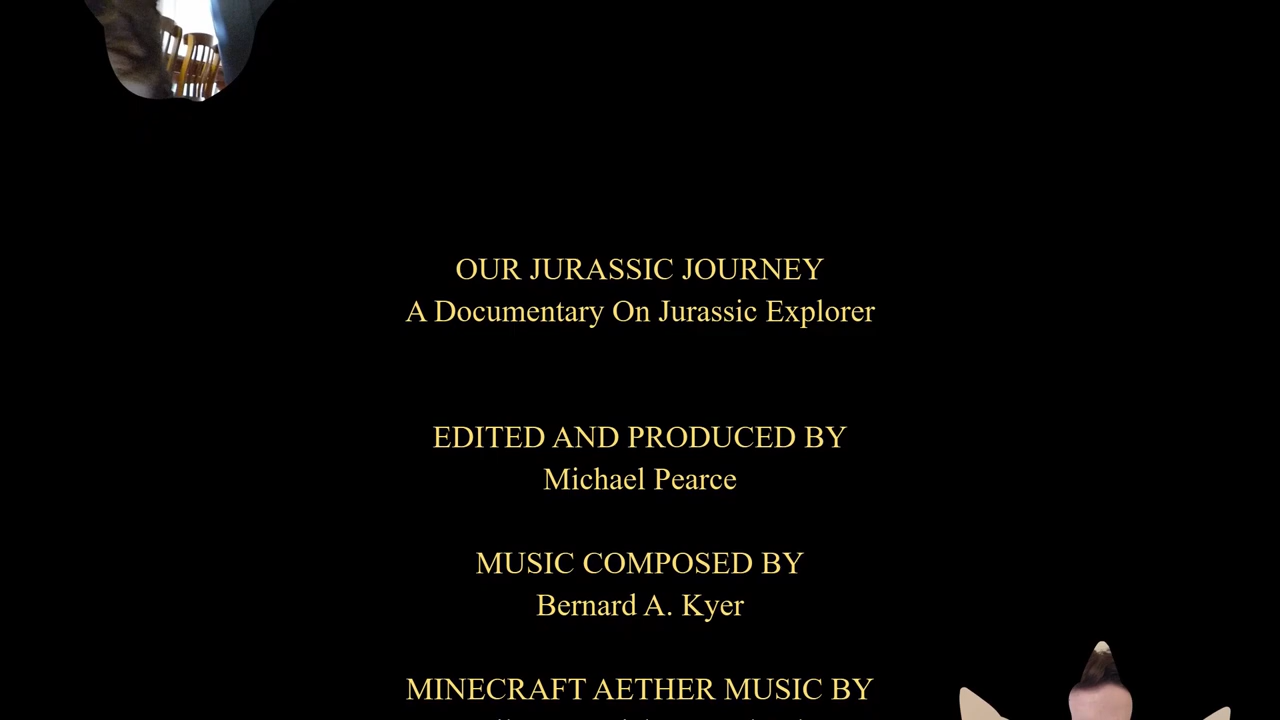 OUR JURASSIC JOURNEY
A Documentary On Jurassic Explorer
EDITED AND PRODUCED BY
Michael Pearce
MUSIC COMPOSED BY
Bernard A. Kyer
MINECRAFT AETHER MUSIC BY